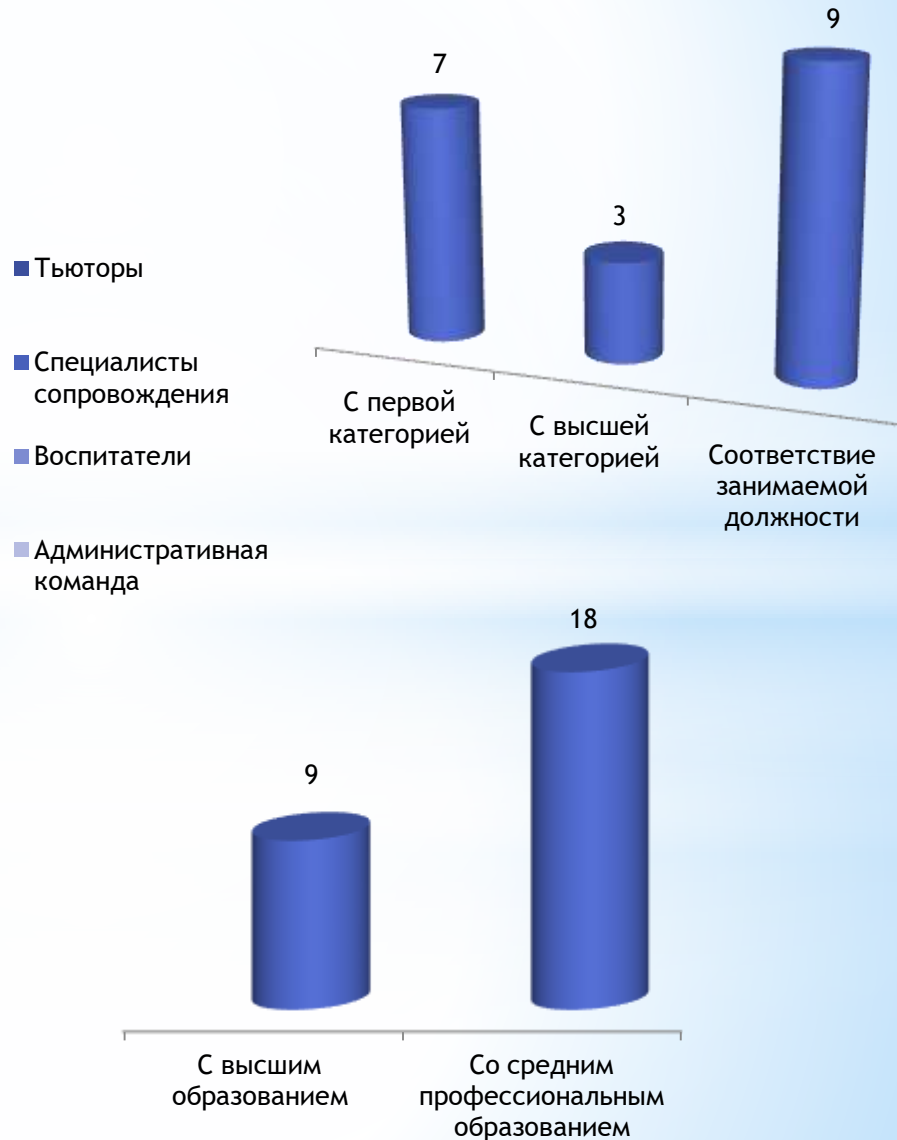 7
3
9
Тьюторы
Специалисты
сопровождения
Воспитатели
Административная
команда
С первой
категорией
С высшей
категорией
Соответствие
занимаемой
должности
9
18
С высшим
образованием
Со средним
профессиональным
образованием